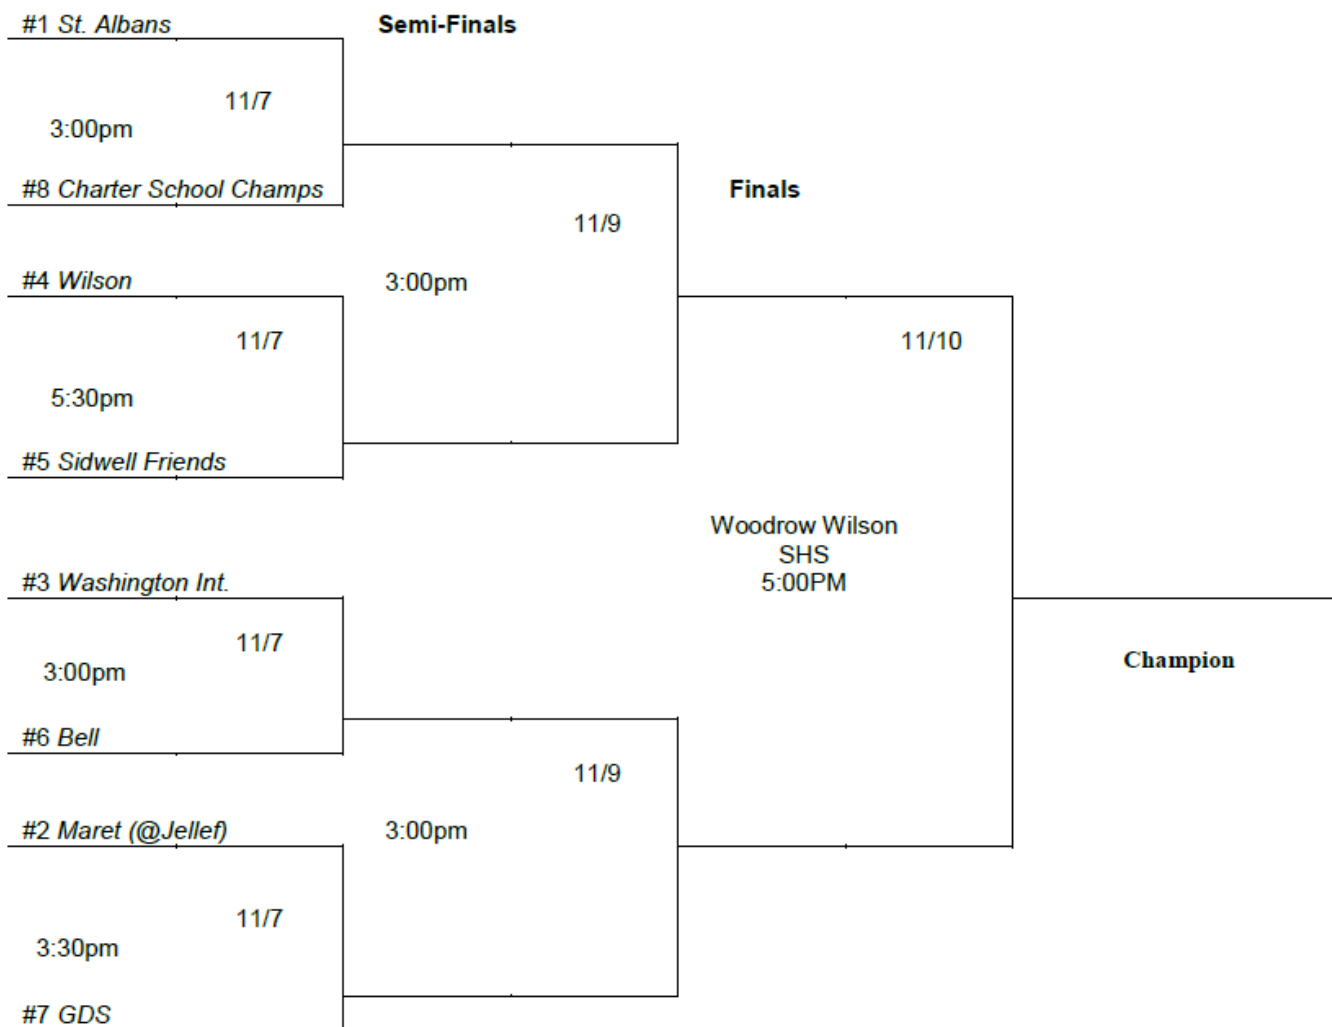 #1 St. Albans
Semi-Finals
11/7
3:00pm
#8 Charter School Champs
Finals
11/9
#4 Wilson
3:00pm
11/7
11/10
5:30pm
#5 Sidwell Friends
Woodrow Wilson
SHS
5:00PM
#3 Washington Int.
11/7
3:00pm
Champion
#6 Bell
11/9
#2 Maret (@Jellef)
3:00pm
11/7
3:30pm
#7 GDS